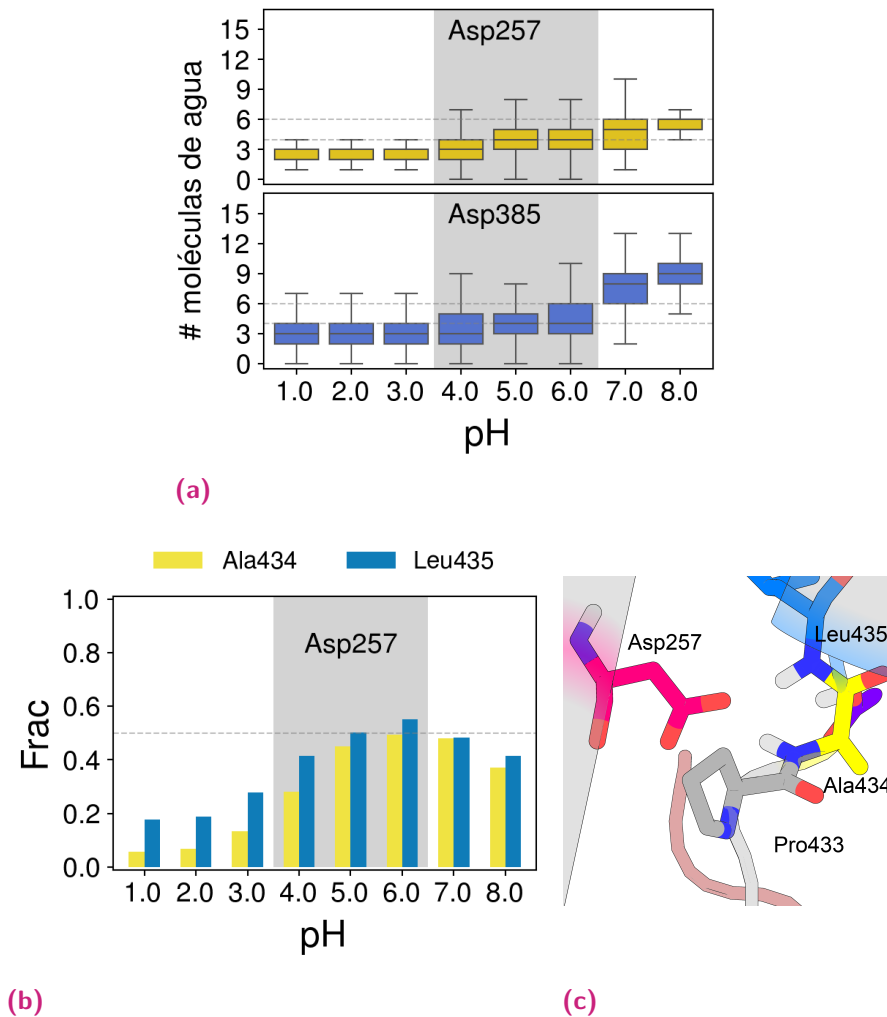 Asp257
15
12
9
6
3
0
Asp385
15
12
9
6
3
0
# moléculas de agua
1.0 2.0 3.0 4.0 5.0 6.0 7.0 8.0
pH
(a)
Ala434 Leu435
1.0
0.8
0.6
0.4
0.2
0.0
Frac
Asp257
1.0 2.0 3.0 4.0 5.0 6.0 7.0 8.0
pH
(b)
Leu435
Asp257
Ala434
Pro433
(c)